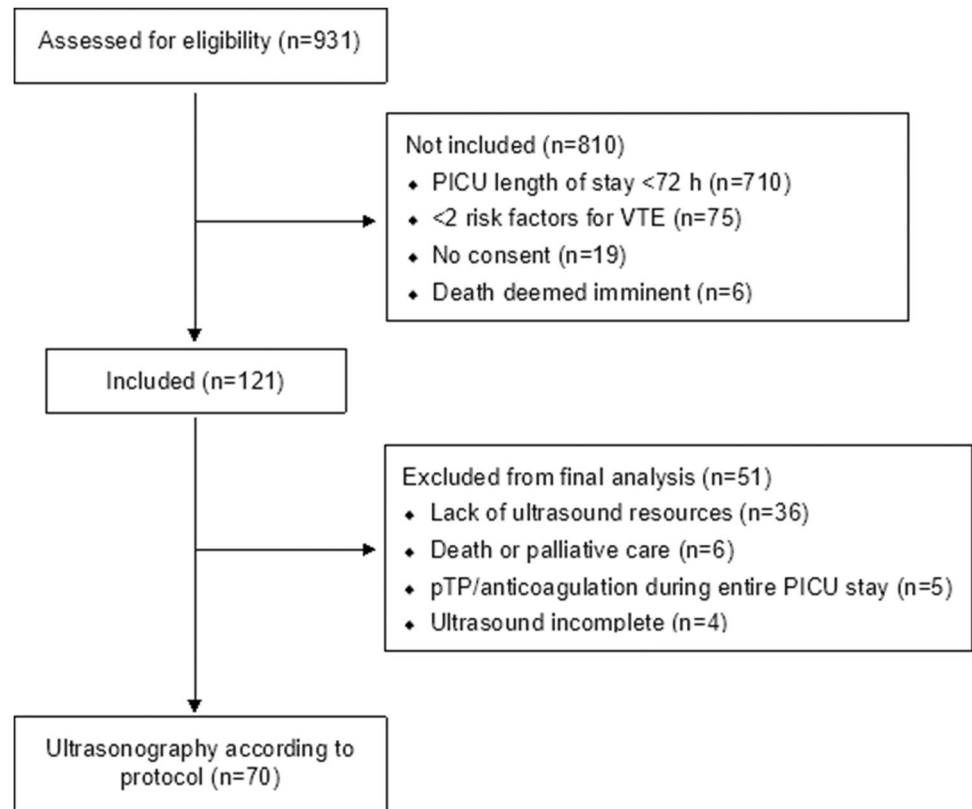 Assessed for eligibility (n=931)
Not included (n=810)
⬥ PICU length of stay <72 h (n=710)
⬥ <2 risk factors for VTE (n=75)
⬥ No consent (n=19)
⬥ Death deemed imminent (n=6)
Included (n=121)
Excluded from final analysis (n=51)
⬥ Lack of ultrasound resources (n=36)
⬥ Death or palliative care (n=6)
⬥ pTP/anticoagulation during entire PICU stay (n=5)
⬥ Ultrasound incomplete (n=4)
Ultrasonography according to
protocol (n=70)